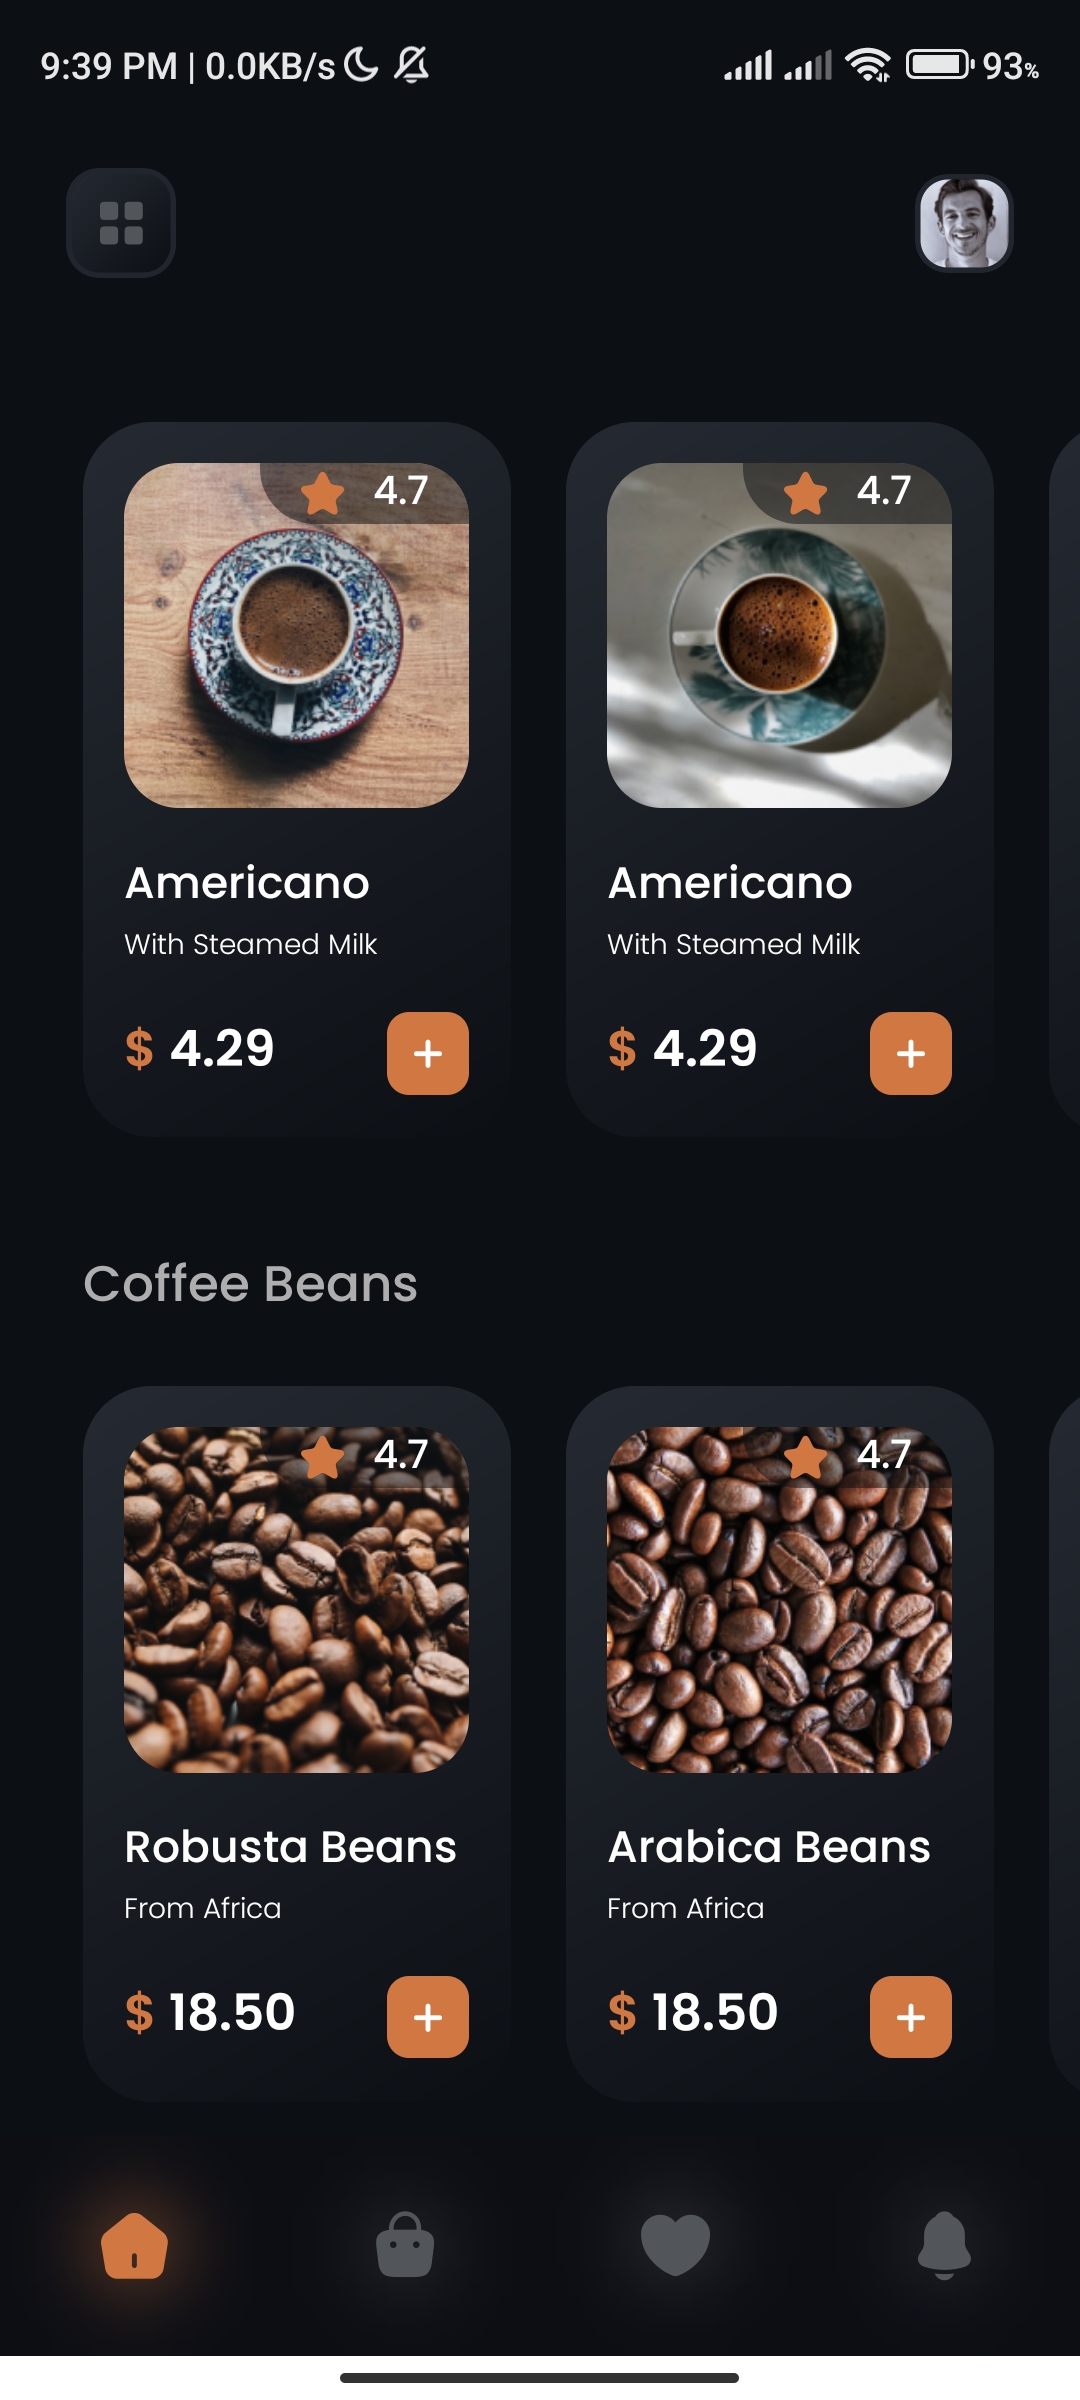 9:39 PM | 0.0KB/s 93%
4.7 4.7
Americano Americano
With Steamed Milk With Steamed Milk
$ 4.29 + $ 4.29 +
Coffee Beans
4.7 4.7
Robusta Beans Arabica Beans
From Africa From Africa
$ 18.50 + $ 18.50 +